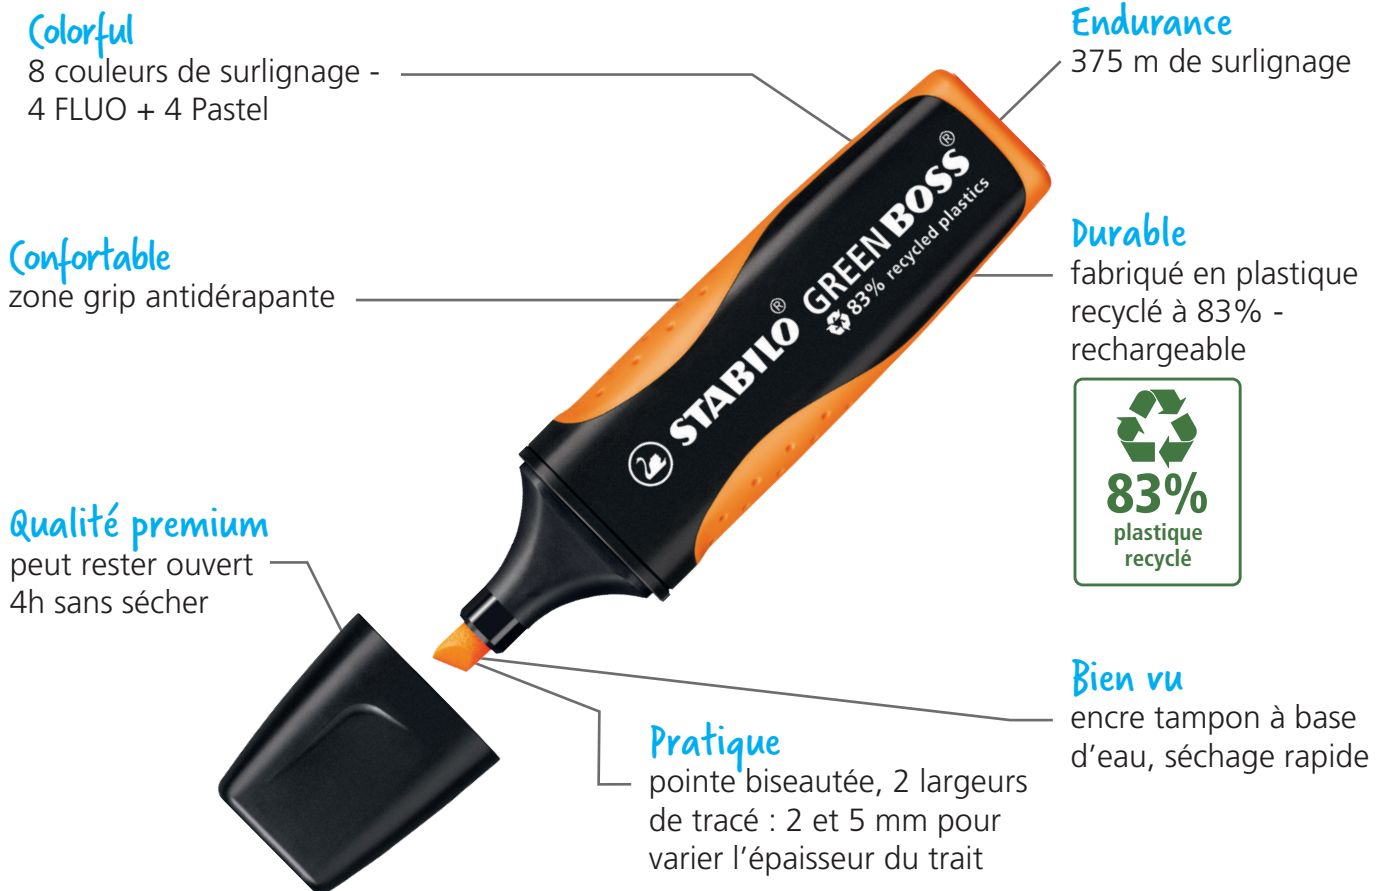 Colorful
8 couleurs de surlignage -
4 FLUO + 4 Pastel
Endurance
375 m de surlignage
Confortable
zone grip antidérapante
Durable
fabriqué en plastique
recyclé à 83% -
rechargeable
83%
plastique
recyclé
STABILO® GREEN BOSS®
83% recycled plastics
Qualité premium
peut rester ouvert
4h sans sécher
Pratique
pointe biseautée, 2 largeurs
de tracé : 2 et 5 mm pour
varier l’épaisseur du trait
Bien vu
encre tampon à base
d’eau, séchage rapide